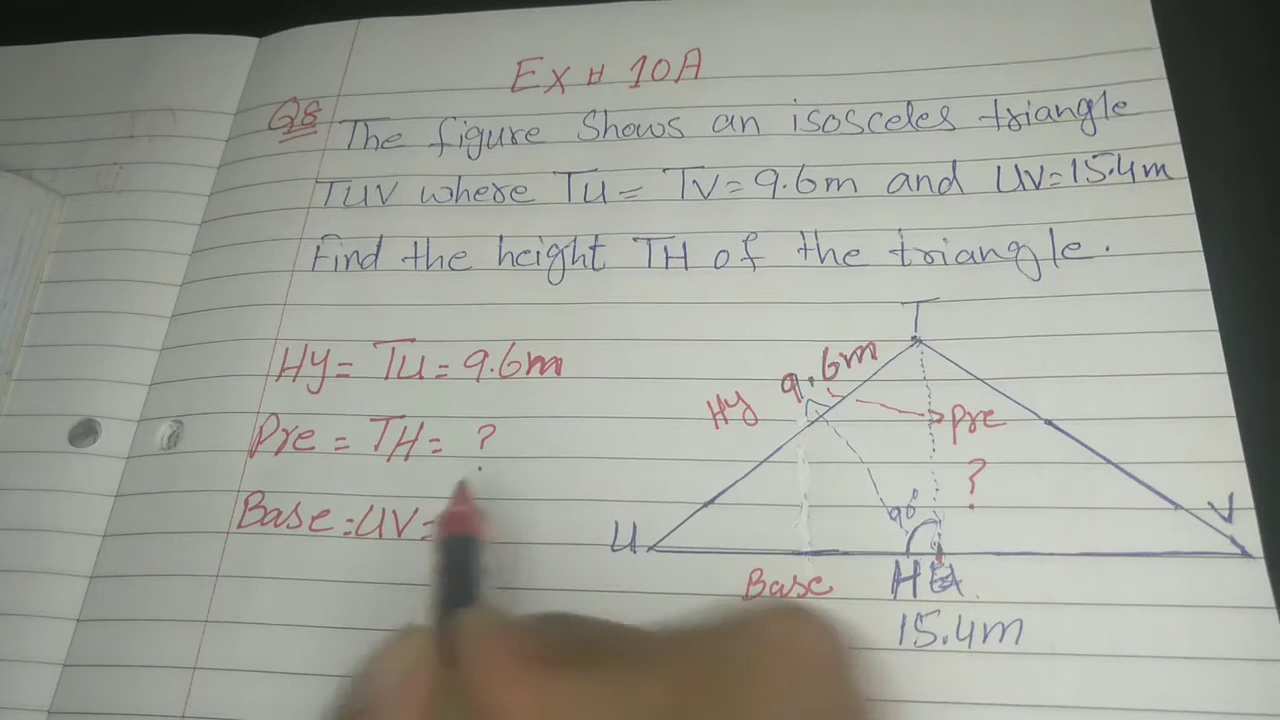 Ex # 10A
Q8 The figure Shows an isosceles triangle
TUV where TU = TV = 9.6m and UV = 15.4m
Find the height TH of the triangle.
Hy = TU = 9.6m
Pre = TH = ?
Base = UV =
T
9.6m
Hy
Pre
?
90°
U
V
Base
H
15.4m